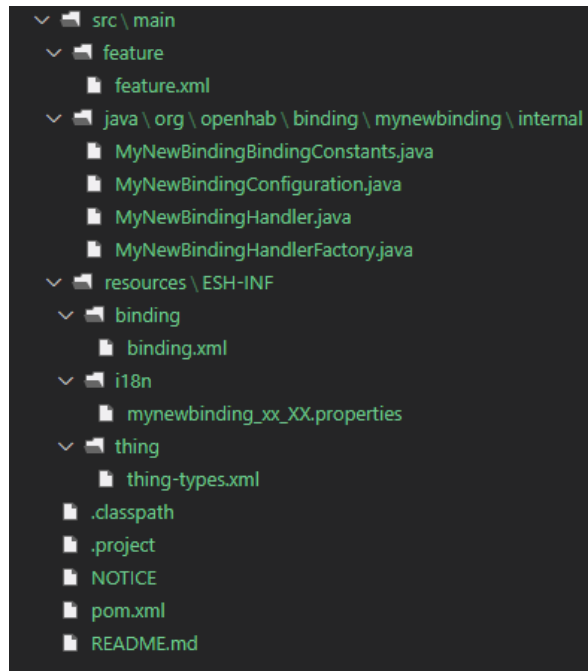 src \ main
feature
feature.xml
java \ org \ openhab \ binding \ mynewbinding \ internal
MyNewBindingBindingConstants.java
MyNewBindingConfiguration.java
MyNewBindingHandler.java
MyNewBindingHandlerFactory.java
resources \ ESH-INF
binding
binding.xml
i18n
mynewbinding_xx_XX.properties
thing
thing-types.xml
.classpath
.project
NOTICE
pom.xml
README.md